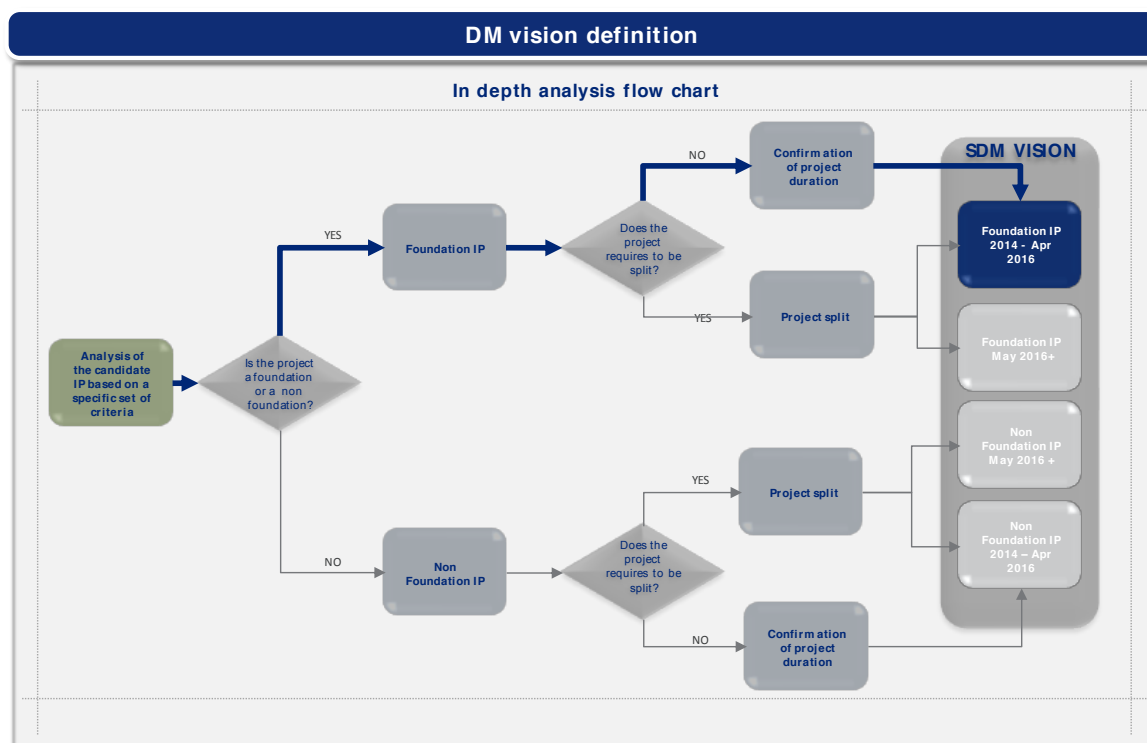 DM vision definition
In depth analysis flow chart
SDM VISION
NO
Confirmation
of project
duration
YES
Foundation IP
Does the
project
requires to be
split?
Foundation IP
2014 - Apr
2016
YES
Project split
Foundation IP
May 2016+
Analysis of
the candidate
IP based on a
specific set of
criteria
Is the project
a foundation
or a non
foundation?
Non
Foundation IP
May 2016 +
YES
Project split
NO
Non
Foundation IP
Does the
project
requires to be
split?
Non
Foundation IP
2014 – Apr
2016
NO
Confirmation
of project
duration